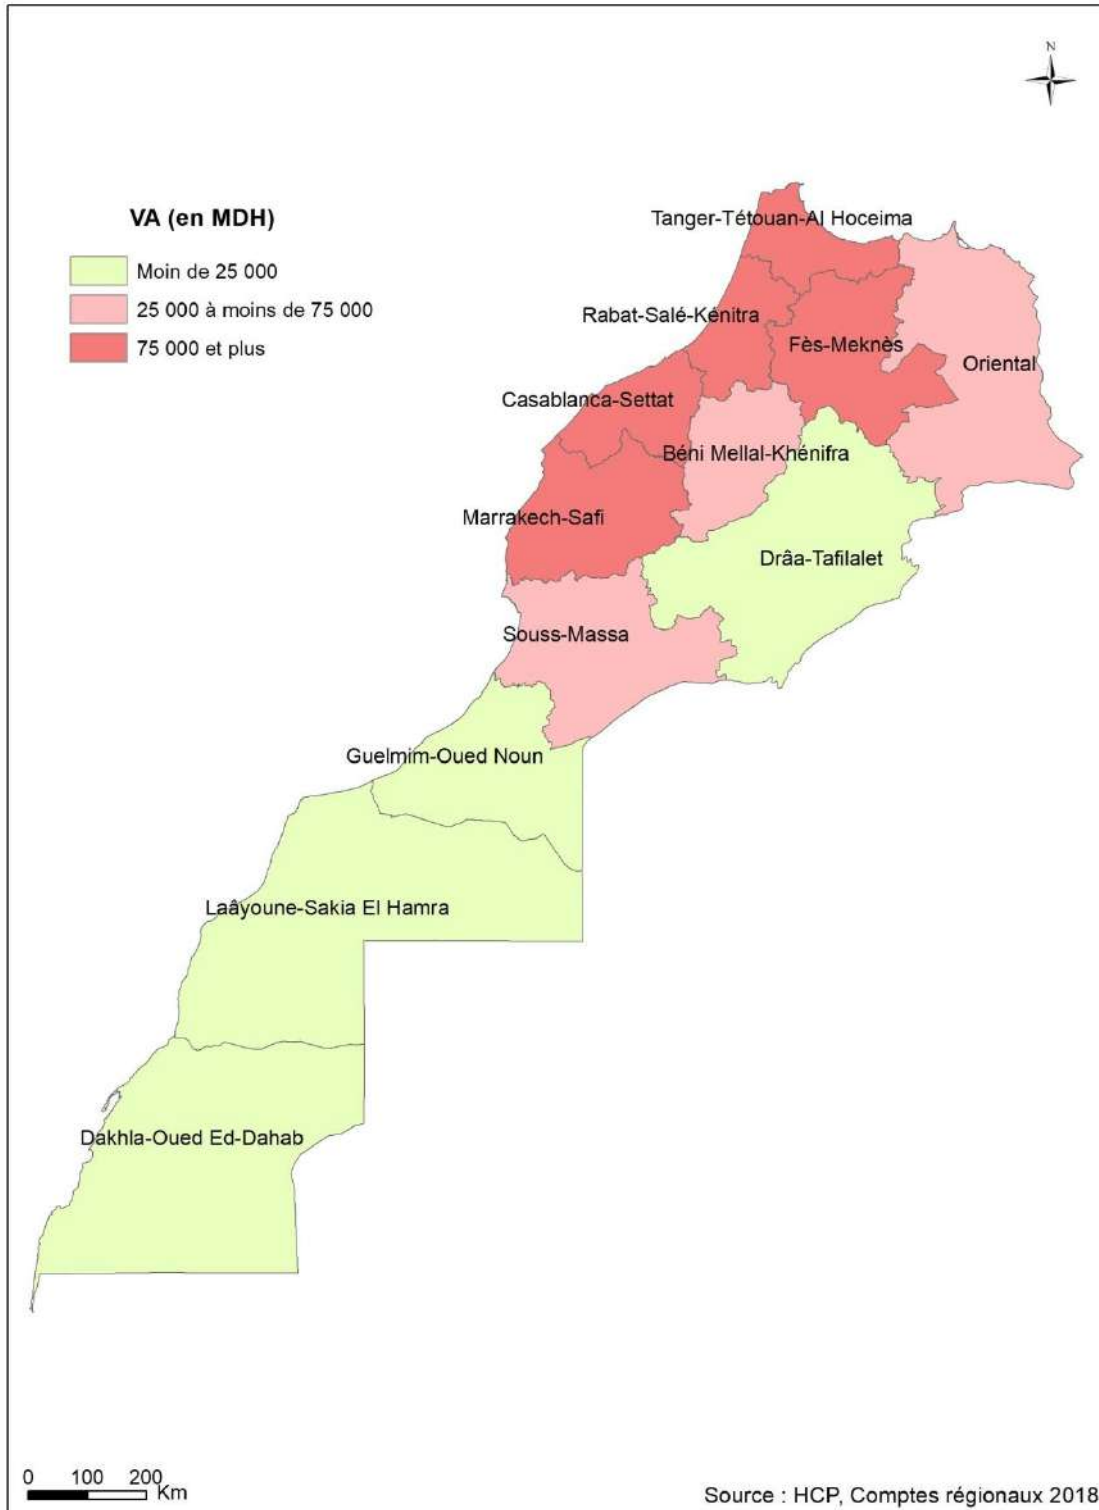 N
VA (en MDH)
Moin de 25 000
25 000 à moins de 75 000
75 000 et plus
Tanger-Tétouan-Al Hoceima
Rabat-Salé-Kénitra
Fès-Meknès
Oriental
Casablanca-Settat
Béni Mellal-Khénifra
Marrakech-Safi
Drâa-Tafilalet
Souss-Massa
Guelmim-Oued Noun
Laâyoune-Sakia El Hamra
Dakhla-Oued Ed-Dahab
0 100 200
Km
Source : HCP, Comptes régionaux 2018